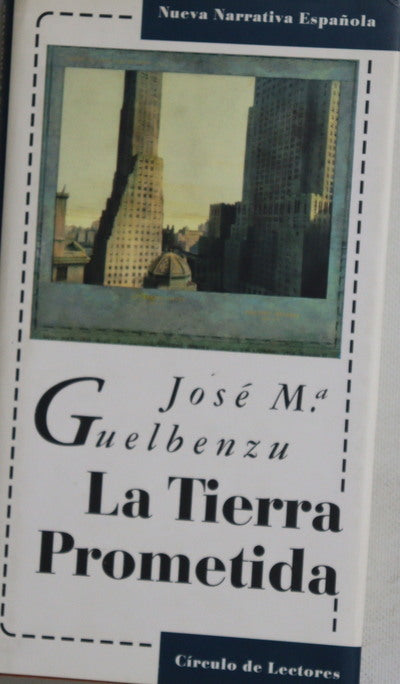 Nueva Narrativa Española
José M.ª
Guelbenzu
La Tierra
Prometida
Círculo de Lectores